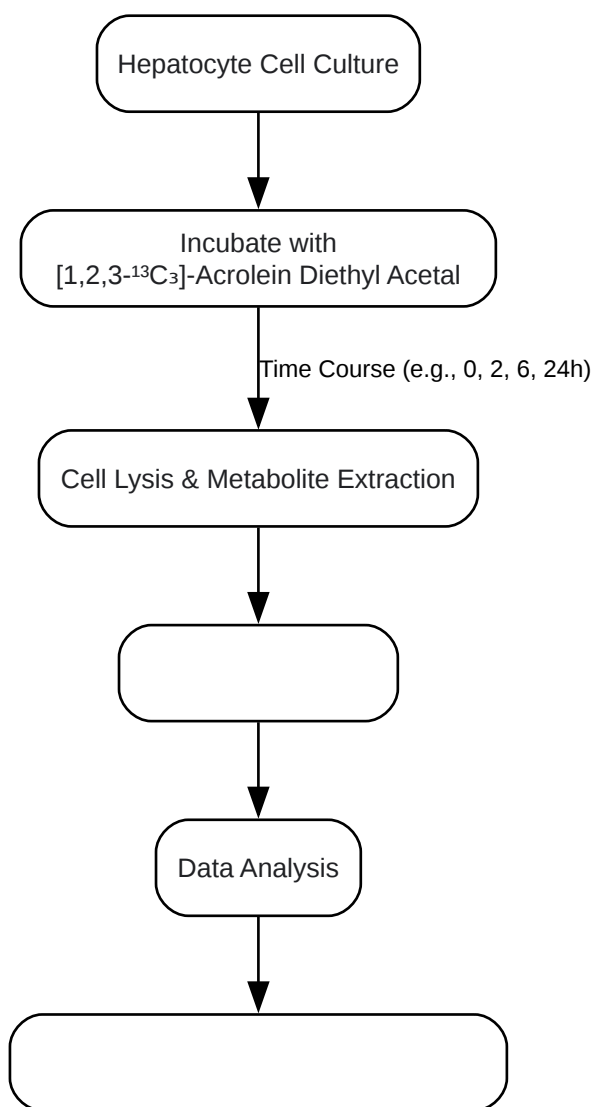 Hepatocyte Cell Culture
Incubate with
[1,2,3-¹³C₃]-Acrolein Diethyl Acetal
Time Course (e.g., 0, 2, 6, 24h)
Cell Lysis & Metabolite Extraction
Data Analysis